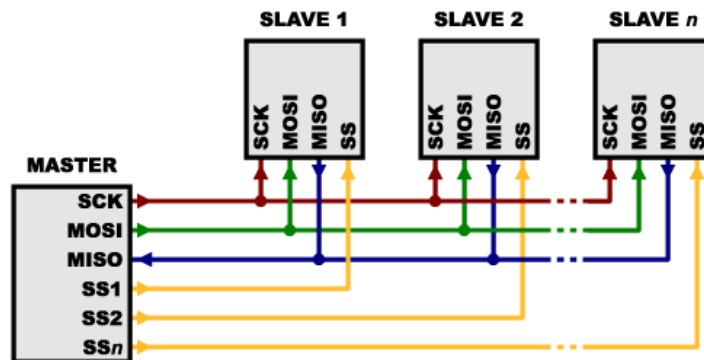 SLAVE 1
SLAVE 2
SLAVE n
SCK
MOSI
MISO
SS
SCK
MOSI
MISO
SS
SCK
MOSI
MISO
SS
MASTER
SCK
MOSI
MISO
SS1
SS2
SSn